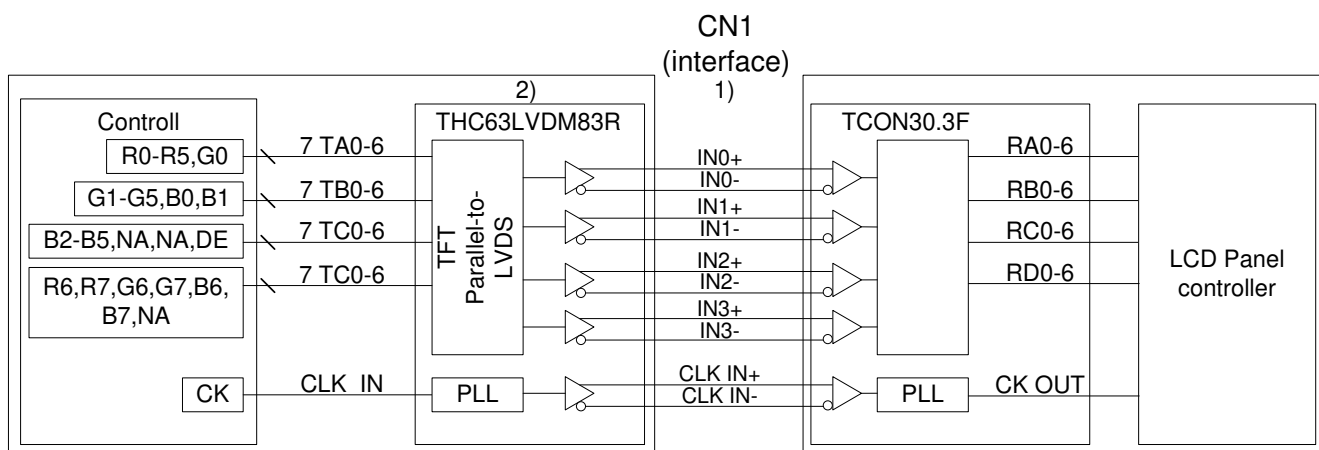 CN1
(interface)
1)
2)
Controll
R0-R5,G0
G1-G5,B0,B1
B2-B5,NA,NA,DE
R6,R7,G6,G7,B6,
B7,NA
CK
7 TA0-6
7 TB0-6
7 TC0-6
7 TC0-6
CLK IN
THC63LVDM83R
TFT
Parallel-to-
LVDS
PLL
IN0+
IN0-
IN1+
IN1-
IN2+
IN2-
IN3+
IN3-
CLK IN+
CLK IN-
TCON30.3F
PLL
RA0-6
RB0-6
RC0-6
RD0-6
CK OUT
LCD Panel
controller